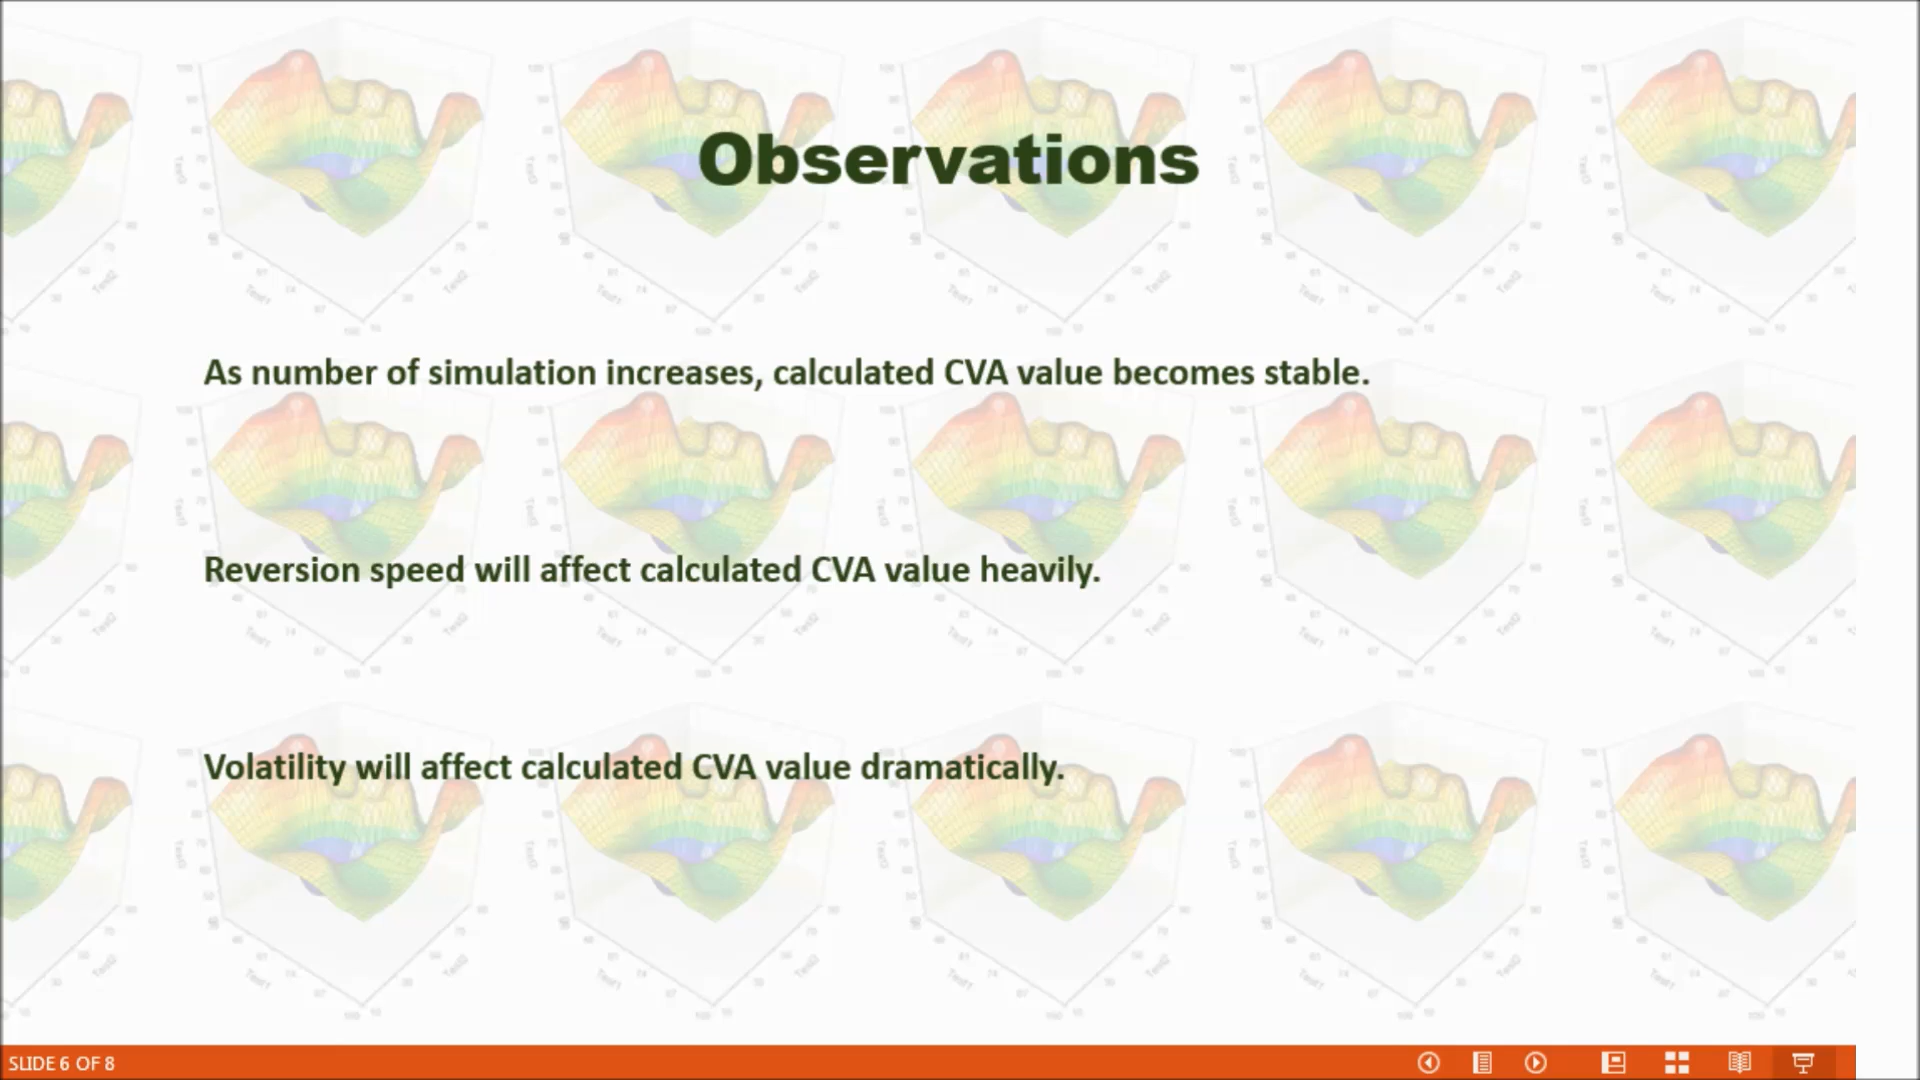 Observations
As number of simulation increases, calculated CVA value becomes stable.
Reversion speed will affect calculated CVA value heavily.
Volatility will affect calculated CVA value dramatically.
SLIDE 6 OF 8